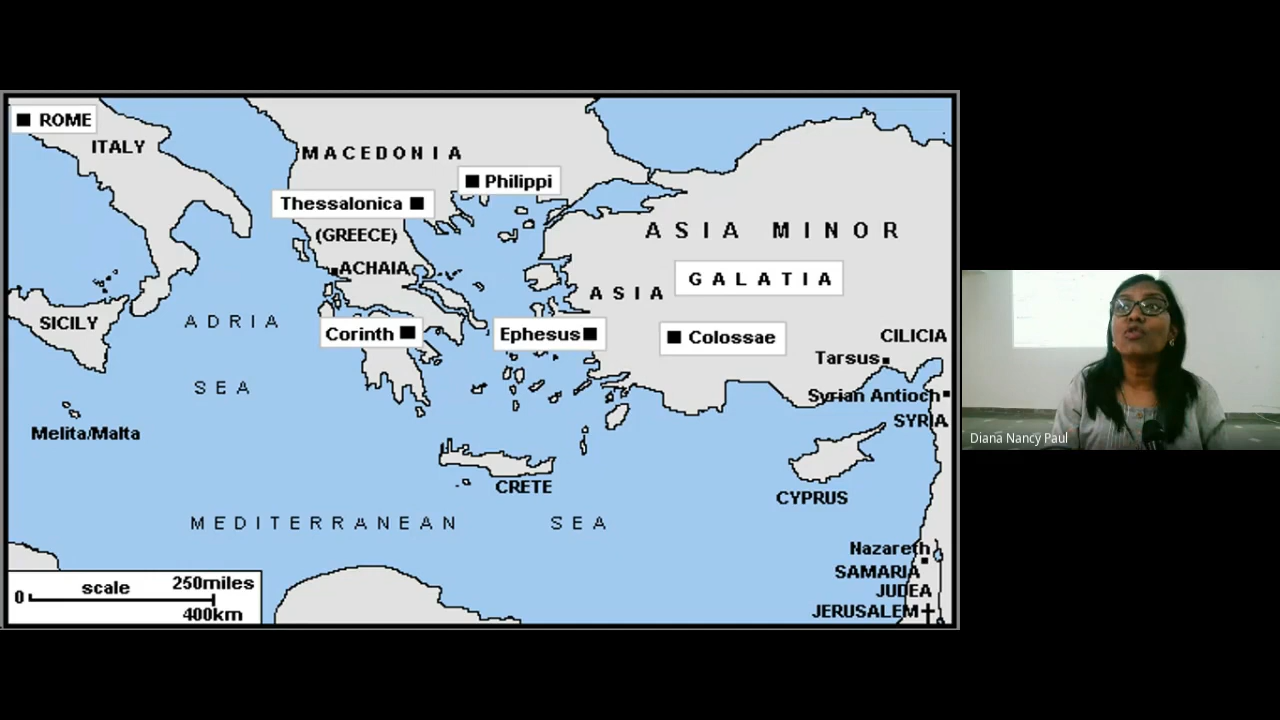 ROME
ITALY
MACEDONIA
Philippi
Thessalonica
(GREECE)
ASIA MINOR
ACHAIA
GALATIA
ASIA
SICILY
ADRIA
Corinth
Ephesus
Colossae
CILICIA
Tarsus
SEA
Syrian Antioch
SYRIA
Melita/Malta
Diana Nancy Paul
CRETE
CYPRUS
MEDITERRANEAN SEA
Nazareth
SAMARIA
JUDEA
JERUSALEM
scale 250miles
0
400km